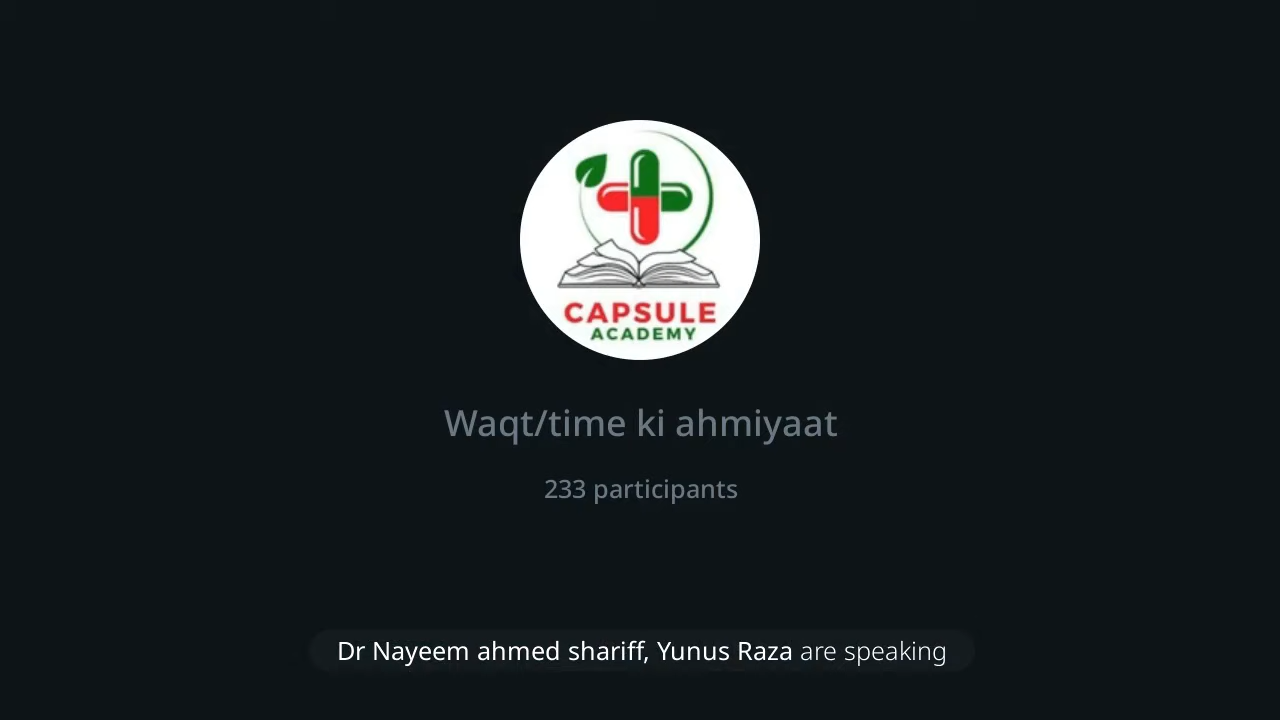 CAPSULE
ACADEMY
Waqt/time ki ahmiyaat
233 participants
Dr Nayeem ahmed shariff, Yunus Raza are speaking